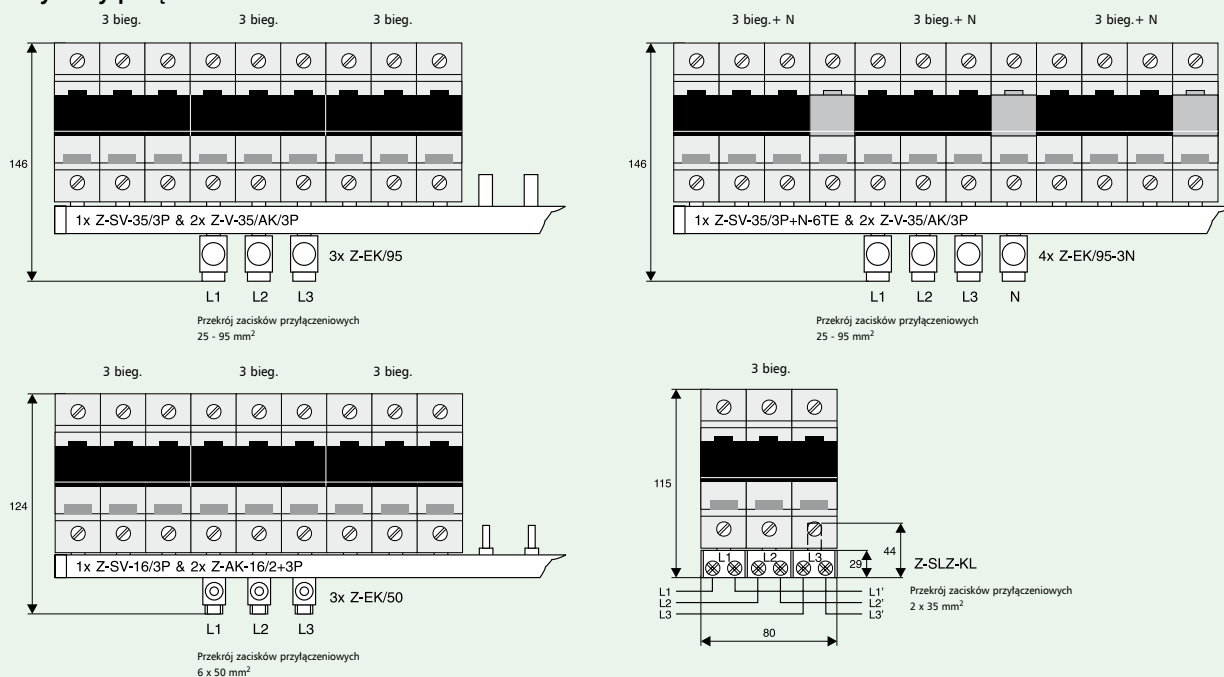 3 bieg. 3 bieg. 3 bieg.
146
1x Z-SV-35/3P & 2x Z-V-35/AK/3P
3x Z-EK/95
L1 L2 L3
Przekrój zacisków przyłączeniowych
25 - 95 mm²
3 bieg.+ N 3 bieg.+ N 3 bieg.+ N
146
1x Z-SV-35/3P+N-6TE & 2x Z-V-35/AK/3P
4x Z-EK/95-3N
L1 L2 L3 N
Przekrój zacisków przyłączeniowych
25 - 95 mm²
3 bieg. 3 bieg. 3 bieg.
124
1x Z-SV-16/3P & 2x Z-AK-16/2+3P
3x Z-EK/50
L1 L2 L3
Przekrój zacisków przyłączeniowych
6 x 50 mm²
3 bieg.
115
L1 L2 L3
29
44
Z-SLZ-KL
Przekrój zacisków przyłączeniowych
2 x 35 mm²
L1 L1'
L2 L2'
L3 L3'
80